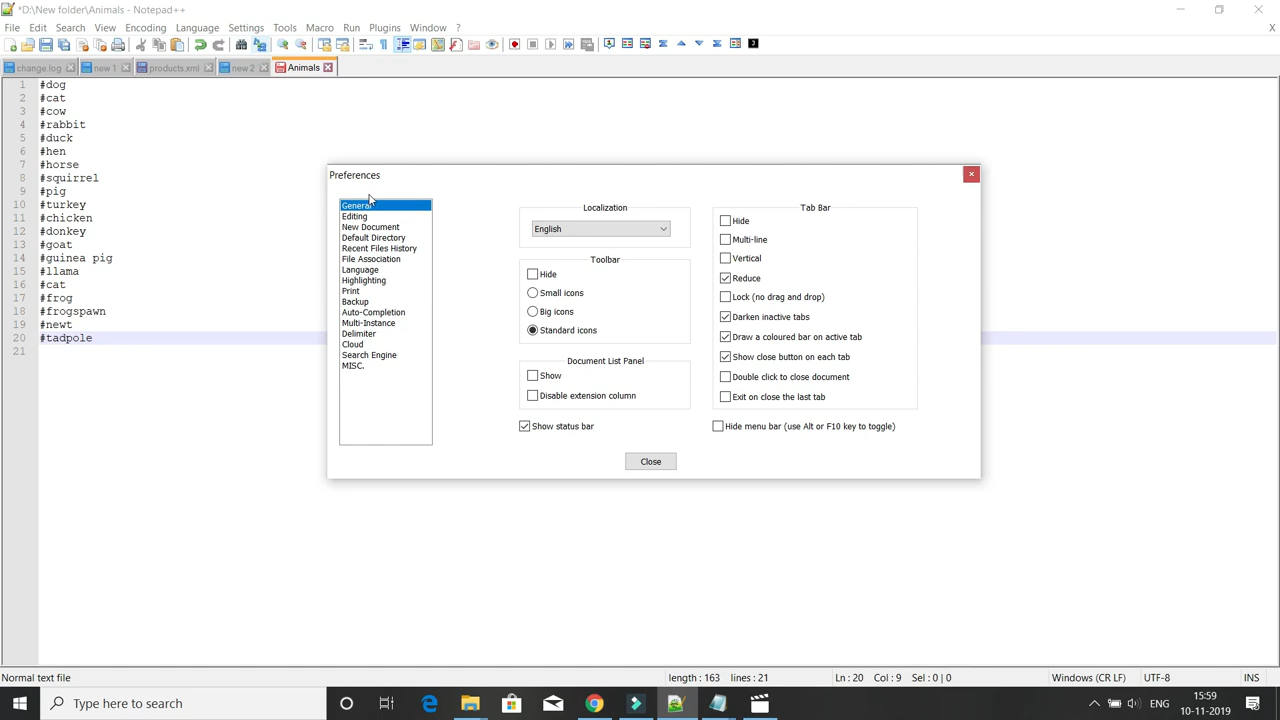 *D:\New folder\Animals - Notepad++
File Edit Search View Encoding Language Settings Tools Macro Run Plugins Window ? X
change.log new 1 products.xml new 2 Animals
1 #dog
2 #cat
3 #cow
4 #rabbit
5 #duck
6 #hen
7 #horse
8 #squirrel
9 #pig
10 #turkey
11 #chicken
12 #donkey
13 #goat
14 #guinea pig
15 #llama
16 #cat
17 #frog
18 #frogspawn
19 #newt
20 #tadpole
21
Preferences
General
Editing
New Document
Default Directory
Recent Files History
File Association
Language
Highlighting
Print
Backup
Auto-Completion
Multi-Instance
Delimiter
Cloud
Search Engine
MISC.
Localization
English
Toolbar
Hide
Small icons
Big icons
Standard icons
Document List Panel
Show
Disable extension column
Show status bar
Tab Bar
Hide
Multi-line
Vertical
Reduce
Lock (no drag and drop)
Darken inactive tabs
Draw a coloured bar on active tab
Show close button on each tab
Double click to close document
Exit on close the last tab
Hide menu bar (use Alt or F10 key to toggle)
Close
Normal text file length : 163 lines : 21 Ln : 20 Col : 9 Sel : 0 | 0 Windows (CR LF) UTF-8 INS
Type here to search
ENG
15:59
10-11-2019